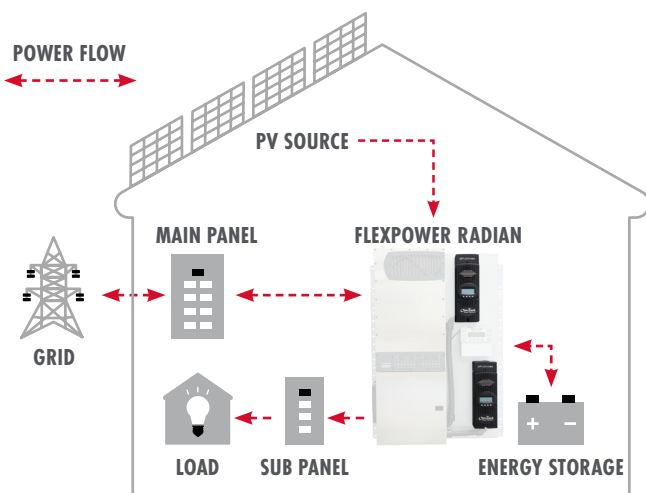 POWER FLOW
PV SOURCE
MAIN PANEL
FLEXPOWER RADIAN
GRID
LOAD
SUB PANEL
ENERGY STORAGE
+ −